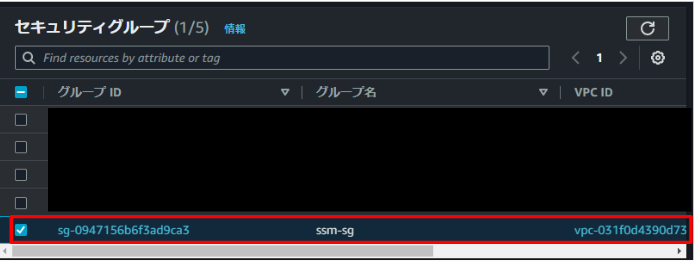 セキュリティグループ (1/5) 情報
Find resources by attribute or tag
1
グループ ID グループ名 VPC ID
sg-0947156b6f3ad9ca3 ssm-sg vpc-031f0d4390d73